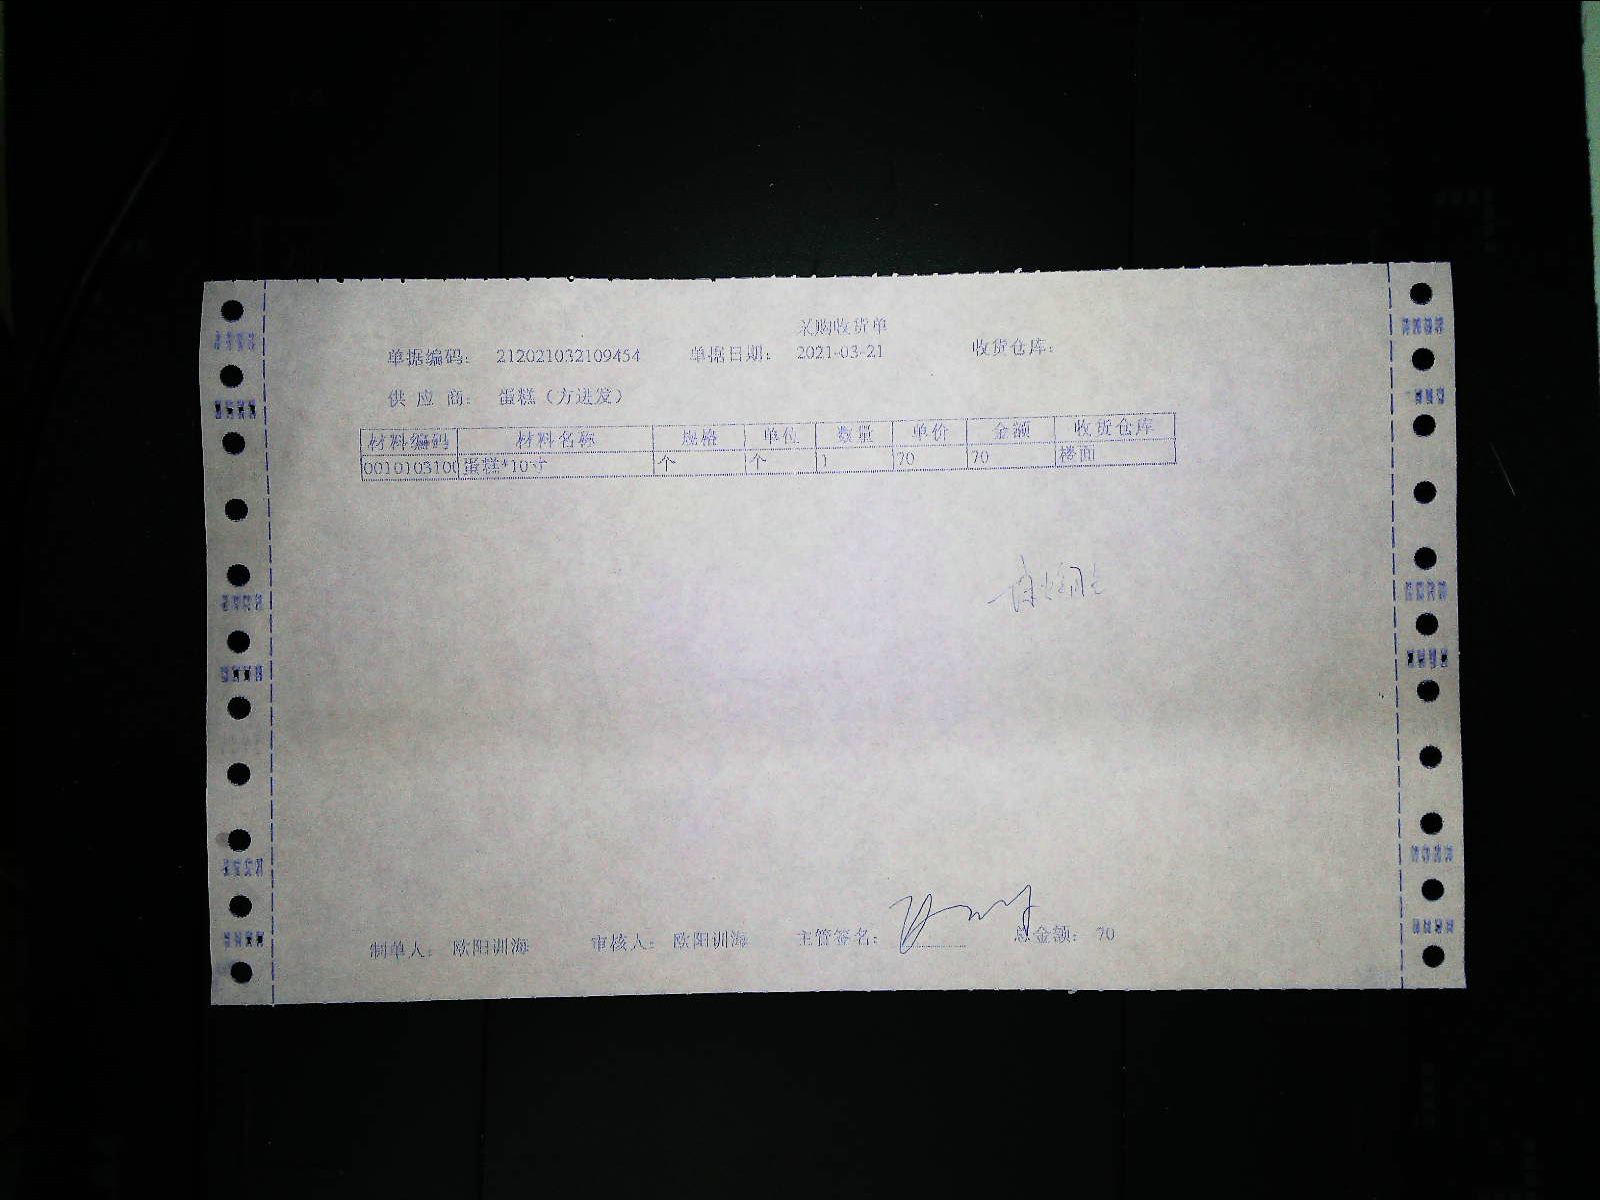 采购收货单
单据编码： 212021032109454 单据日期： 2021-03-21 收货仓库：
供 应 商： 蛋糕（方进发）
材料编码 材料名称 规格 单位 数量 单价 金额 收货仓库
0010103100 蛋糕*10寸 个 个 1 70 70 楼面
制单人： 欧阳训海 审核人： 欧阳训海 主管签名： 总金额： 70